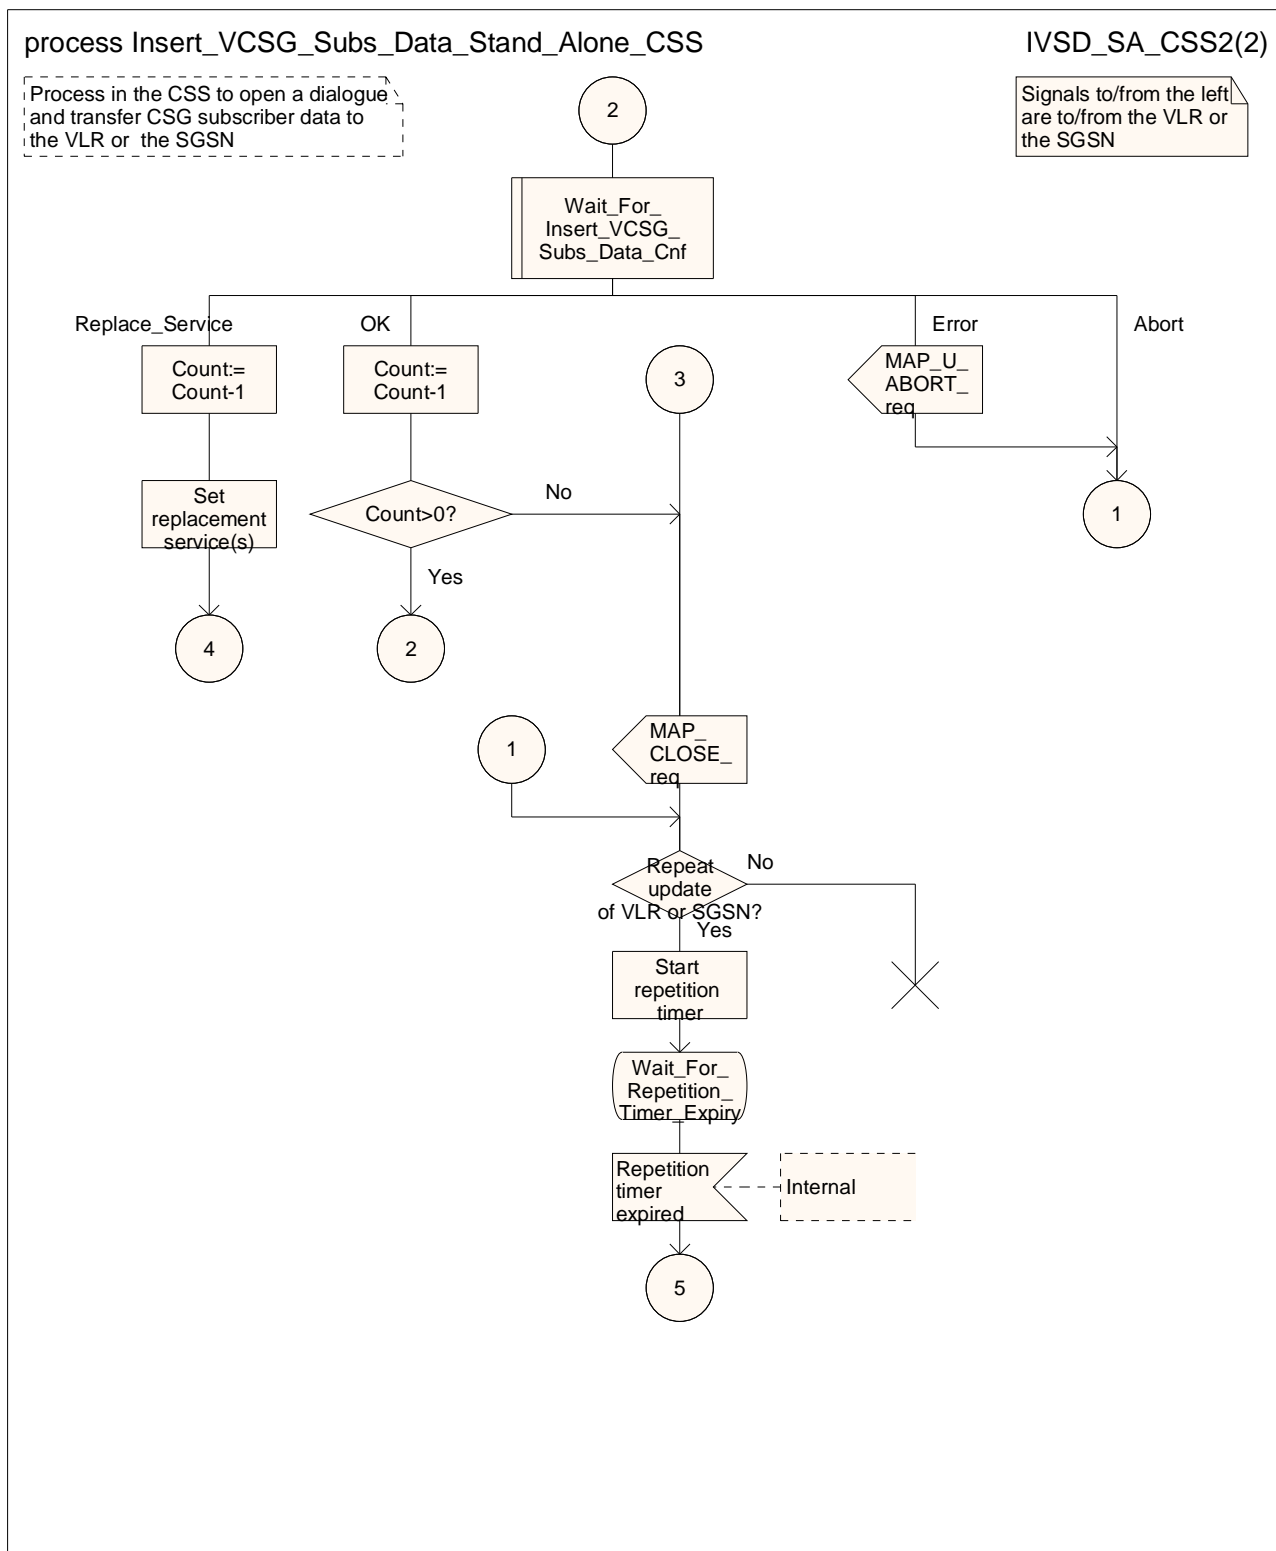 process Insert_VCSG_Subs_Data_Stand_Alone_CSS
IVSD_SA_CSS2(2)
Process in the CSS to open a dialogue
and transfer CSG subscriber data to
the VLR or the SGSN
2
Signals to/from the left
are to/from the VLR or
the SGSN
Wait_For_
Insert_VCSG_
Subs_Data_Cnf
Replace_Service
OK
Error
Abort
Count:=
Count-1
Count:=
Count-1
3
MAP_U_
ABORT_
req
Set
replacement
service(s)
Count>0?
No
1
Yes
4
2
1
MAP_
CLOSE_
req
Repeat
update
of VLR or SGSN?
No
Yes
Start
repetition
timer
Wait_For_
Repetition_
Timer_Expiry
Repetition
timer
expired
Internal
5